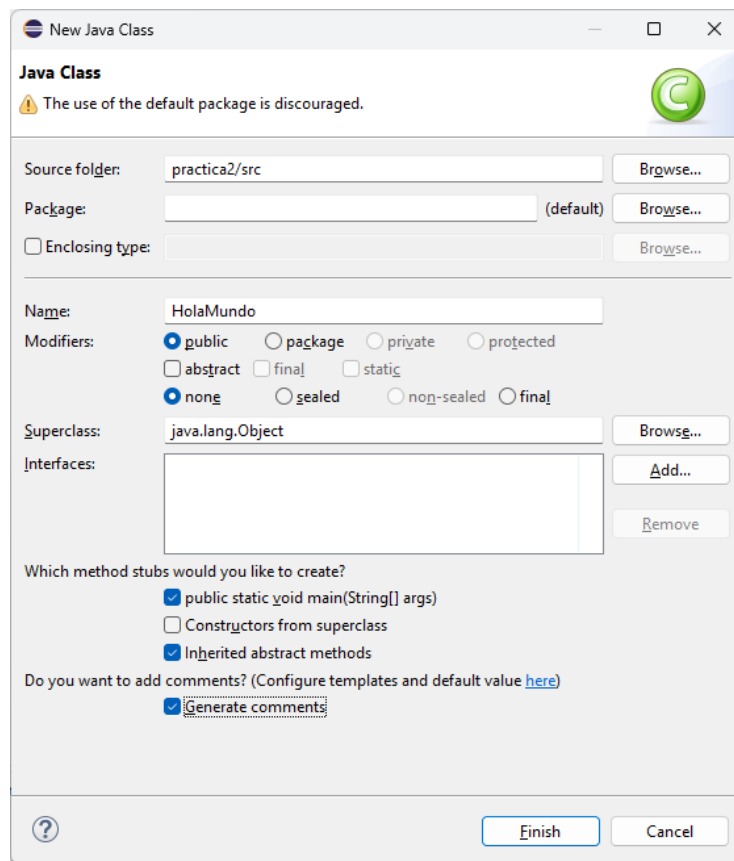 New Java Class
Java Class
The use of the default package is discouraged.
Source folder: practica2/src Browse...
Package: (default) Browse...
Enclosing type: Browse...
Name: HolaMundo
Modifiers: public package private protected
abstract final static
none sealed non-sealed final
Superclass: java.lang.Object Browse...
Interfaces: Add...
Remove
Which method stubs would you like to create?
public static void main(String[] args)
Constructors from superclass
Inherited abstract methods
Do you want to add comments? (Configure templates and default value here)
Generate comments
Finish Cancel